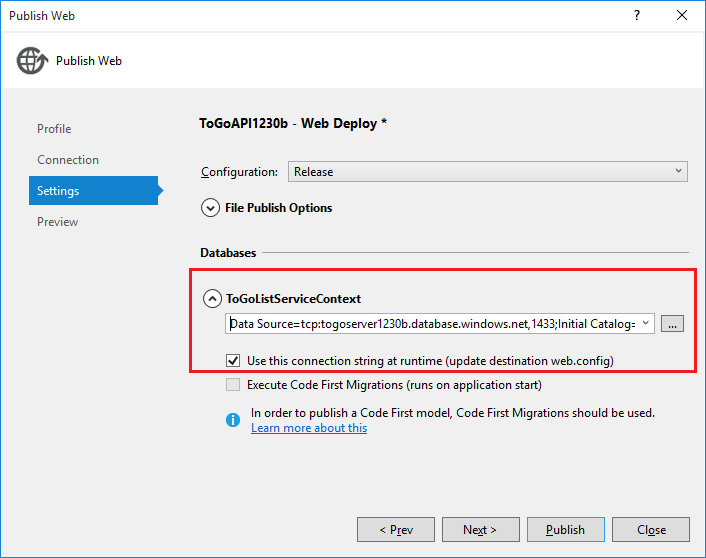 Publish Web
?
Publish Web
Profile
Connection
Settings
Preview
ToGoAPI1230b - Web Deploy *
Configuration:
Release
File Publish Options
Databases
ToGoListServiceContext
Data Source=tcp:togoserver1230b.database.windows.net,1433;Initial Catalog=
...
Use this connection string at runtime (update destination web.config)
Execute Code First Migrations (runs on application start)
In order to publish a Code First model, Code First Migrations should be used.
Learn more about this
< Prev
Next >
Publish
Close